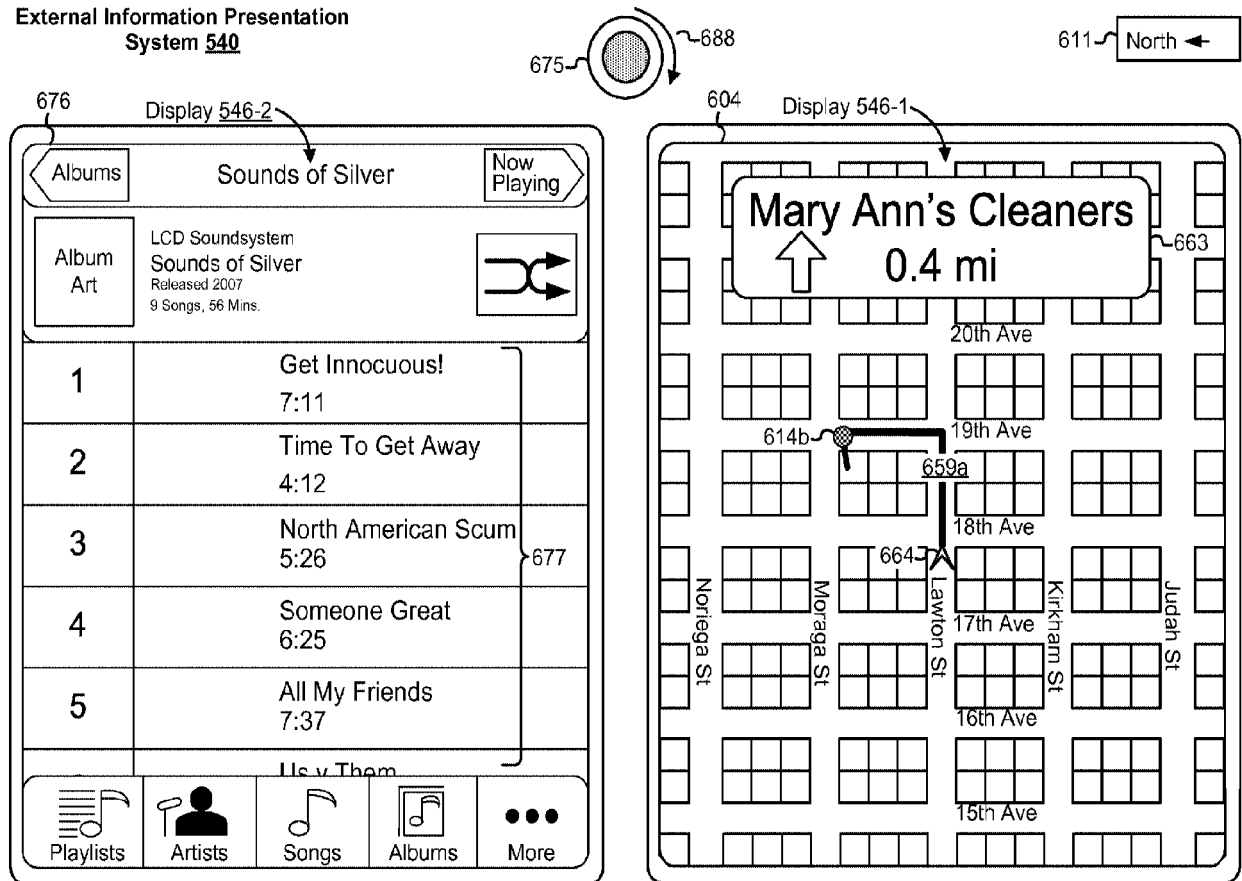 External Information Presentation
System 540
688
675
611
North
676
Display 546-2
Albums
Sounds of Silver
Now
Playing
Album
Art
LCD Soundsystem
Sounds of Silver
Released 2007
9 Songs, 56 Mins.
1
Get Innocuous!
7:11
2
Time To Get Away
4:12
3
North American Scum
5:26
677
4
Someone Great
6:25
5
All My Friends
7:37
Us v Them
Playlists
Artists
Songs
Albums
More
604
Display 546-1
Mary Ann's Cleaners
0.4 mi
663
20th Ave
19th Ave
614b
659a
18th Ave
664
Noriega St
Moraga St
Lawton St
Kirkham St
Judah St
17th Ave
16th Ave
15th Ave